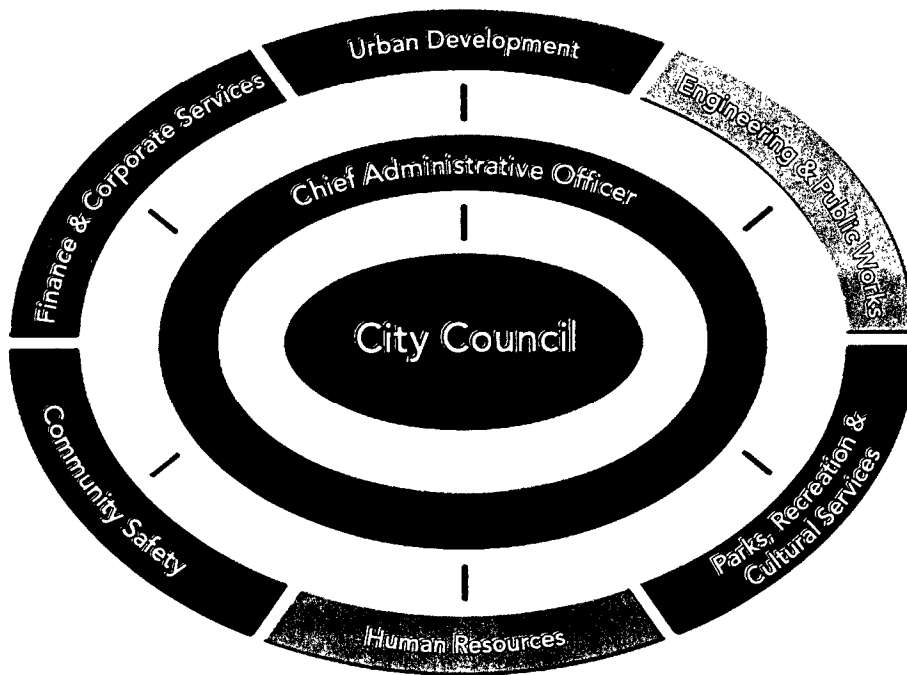 Urban Development
Engineering & Public Works
Finance & Corporate Services
Chief Administrative Officer
City Council
Community Safety
Parks, Recreation &
Cultural Services
Human Resources